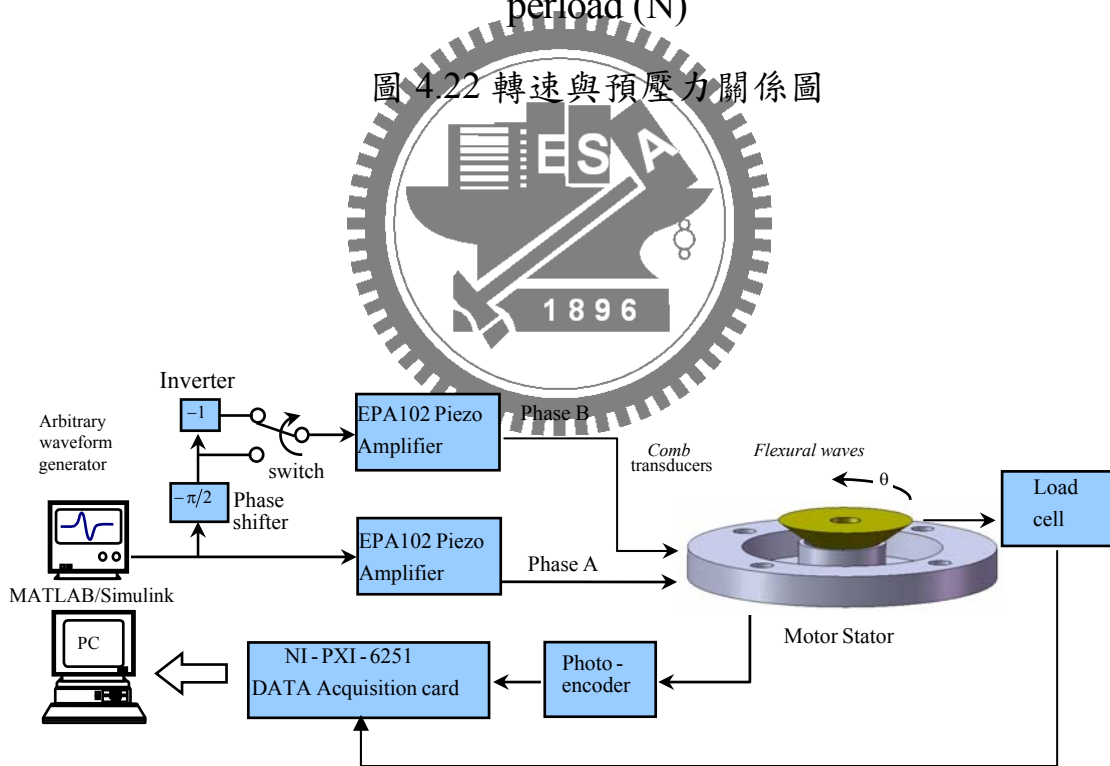 perload (N)
圖 4.22 轉速與預壓力關係圖
E S A
1896
Inverter
−1
Arbitrary
waveform
generator
switch
EPA102 Piezo
Amplifier
Phase B
Comb
transducers
Flexural waves
θ
−π/2
Phase
shifter
Load
cell
EPA102 Piezo
Amplifier
Phase A
MATLAB/Simulink
PC
Motor Stator
NI-PXI-6251
DATA Acquisition card
Photo-
encoder